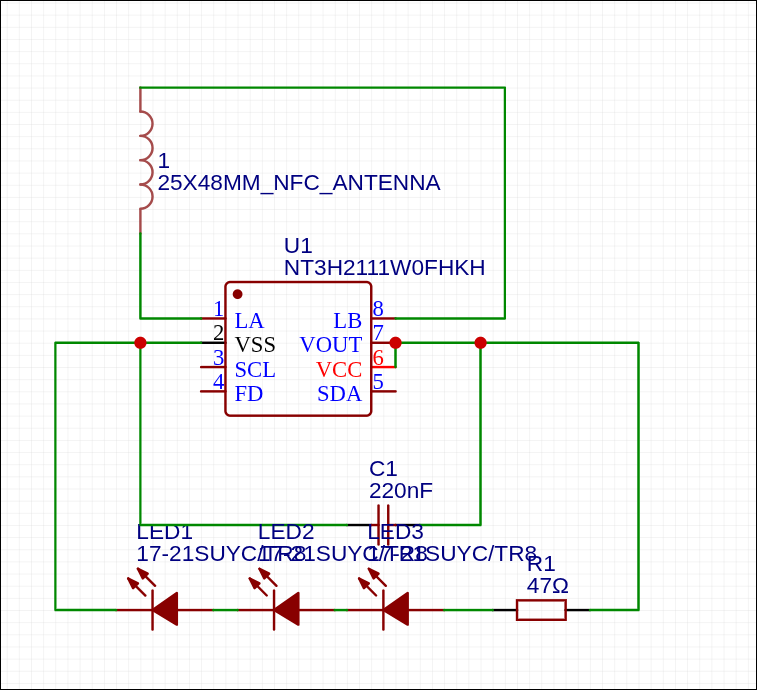 1
25X48MM_NFC_ANTENNA
U1
NT3H2111W0FHKH
1 LA LB 8
2 VSS VOUT 7
3 SCL VCC 6
4 FD SDA 5
C1
220nF
LED1 LED2 LED3
17-21SUYC/TR8 17-21SUYC/TR8 17-21SUYC/TR8
R1
47Ω